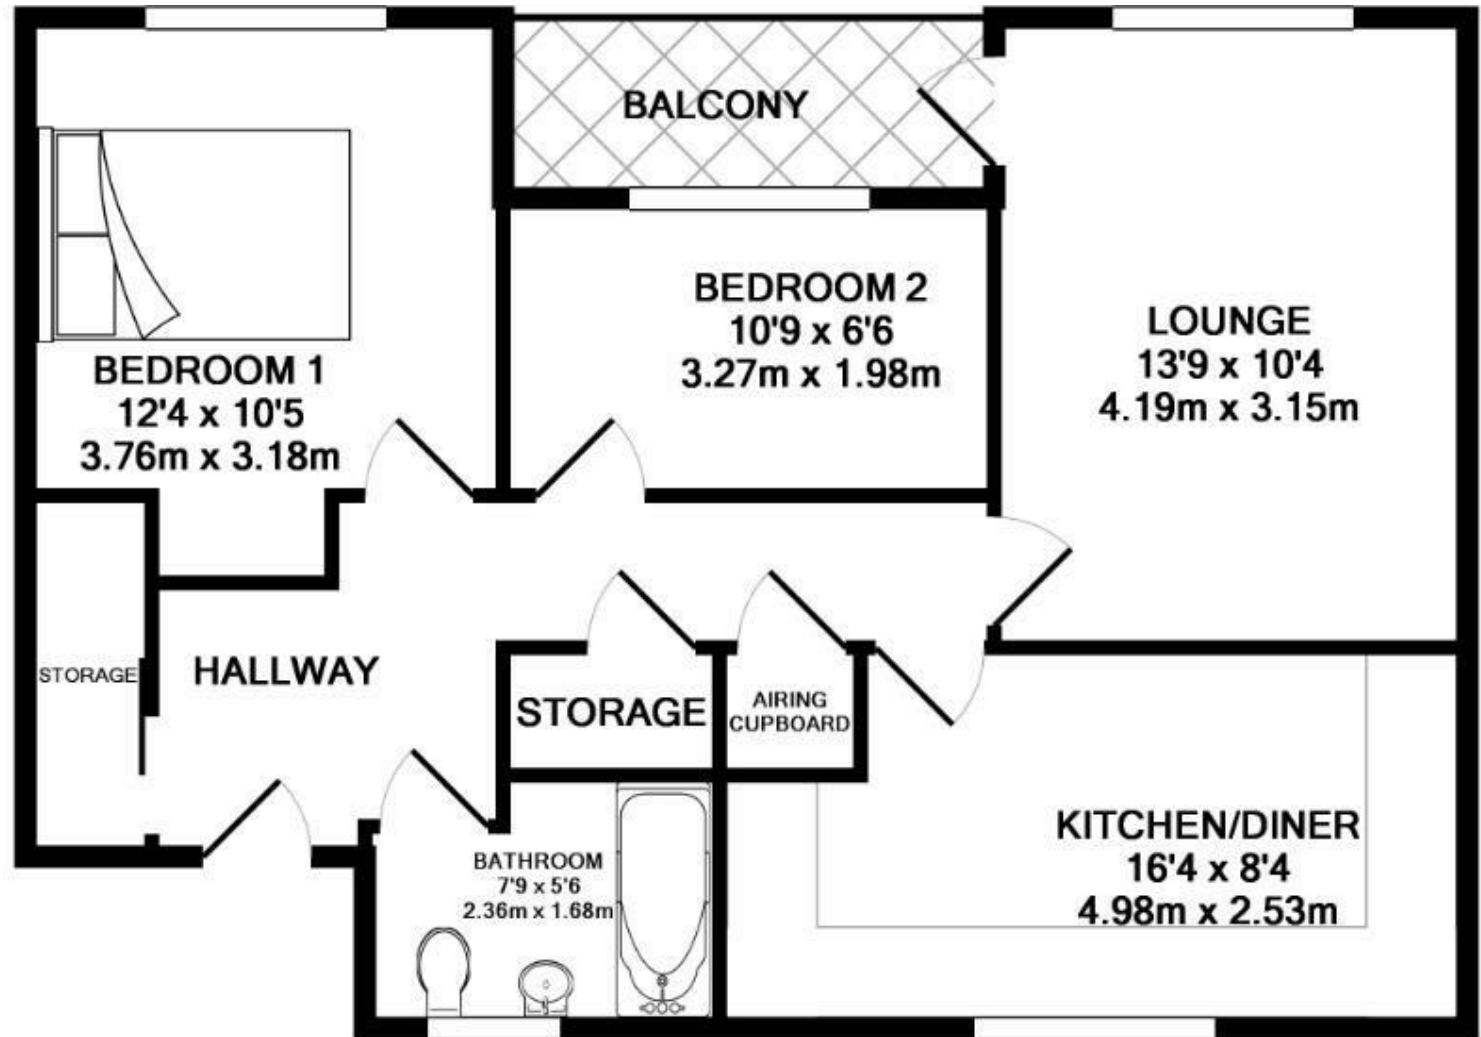 BALCONY
BEDROOM 2
10'9 x 6'6
3.27m x 1.98m
LOUNGE
13'9 x 10'4
4.19m x 3.15m
BEDROOM 1
12'4 x 10'5
3.76m x 3.18m
STORAGE
HALLWAY
STORAGE
AIRING
CUPBOARD
KITCHEN/DINER
16'4 x 8'4
4.98m x 2.53m
BATHROOM
7'9 x 5'6
2.36m x 1.68m